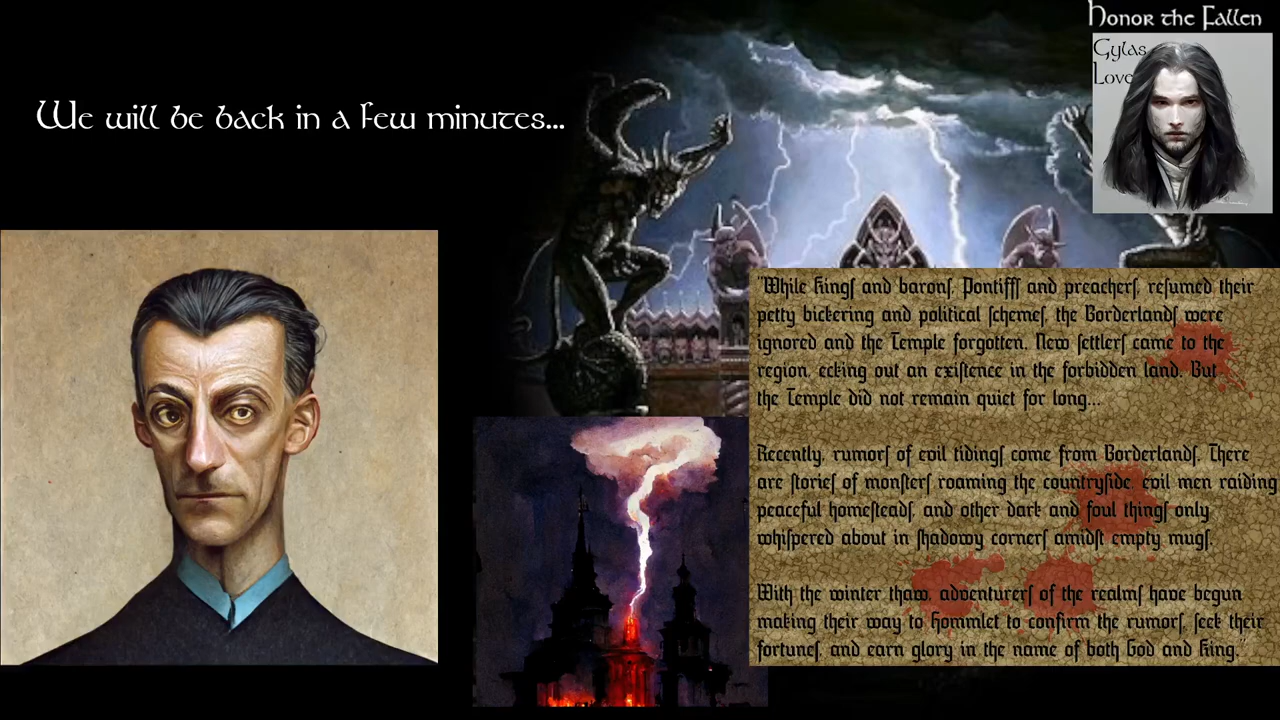 Honor the Fallen
Gylas
Love
We will be back in a few minutes...
"While Kings and barons, Pontiffs and preachers, resumed their
petty bickering and political schemes, the Borderlands were
ignored and the Temple forgotten. New settlers came to the
region, ecking out an existence in the forbidden land. But
the Temple did not remain quiet for long...
Recently, rumors of evil tidings come from Borderlands. There
are stories of monsters roaming the countryside, evil men raiding
peaceful homesteads, and other dark and foul things only
whispered about in shadowy corners amidst empty mugs.
With the winter thaw, adventurers of the realms have begun
making their way to Hommlet to confirm the rumors, seek their
fortunes, and earn glory in the name of both God and King."